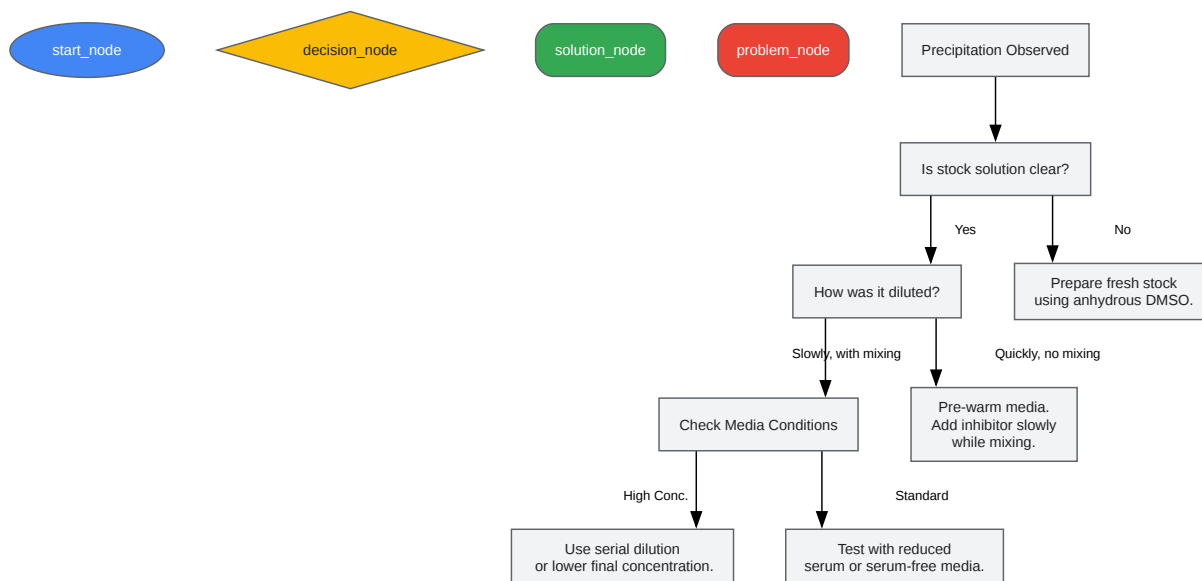 start_node
decision_node
solution_node
problem_node
Precipitation Observed
Is stock solution clear?
Yes
No
How was it diluted?
Prepare fresh stock
using anhydrous DMSO.
Slowly, with mixing
Quickly, no mixing
Check Media Conditions
Pre-warm media.
Add inhibitor slowly
while mixing.
High Conc.
Standard
Use serial dilution
or lower final concentration.
Test with reduced
serum or serum-free media.